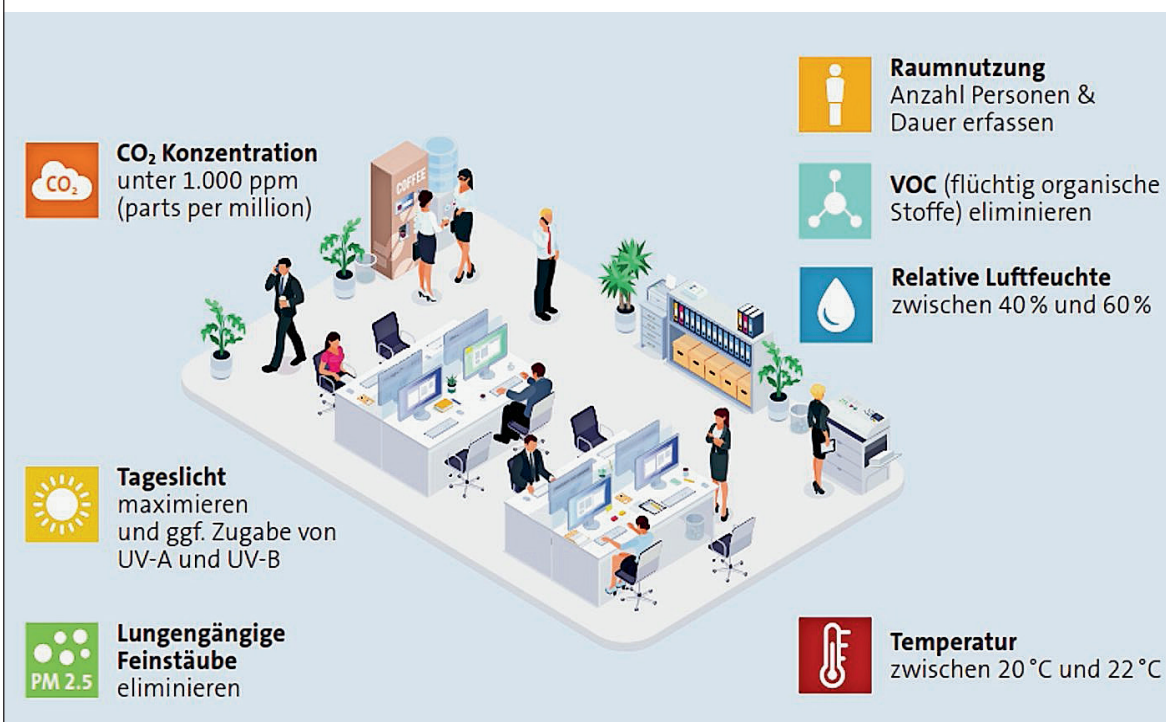 CO₂
CO₂ Konzentration
unter 1.000 ppm
(parts per million)
COFFEE
Raumnutzung
Anzahl Personen &
Dauer erfassen
VOC (flüchtig organische
Stoffe) eliminieren
Relative Luftfeuchte
zwischen 40 % und 60 %
Tageslicht
maximieren
und ggf. Zugabe von
UV-A und UV-B
PM 2.5
Lungengängige
Feinstäube
eliminieren
Temperatur
zwischen 20 °C und 22 °C